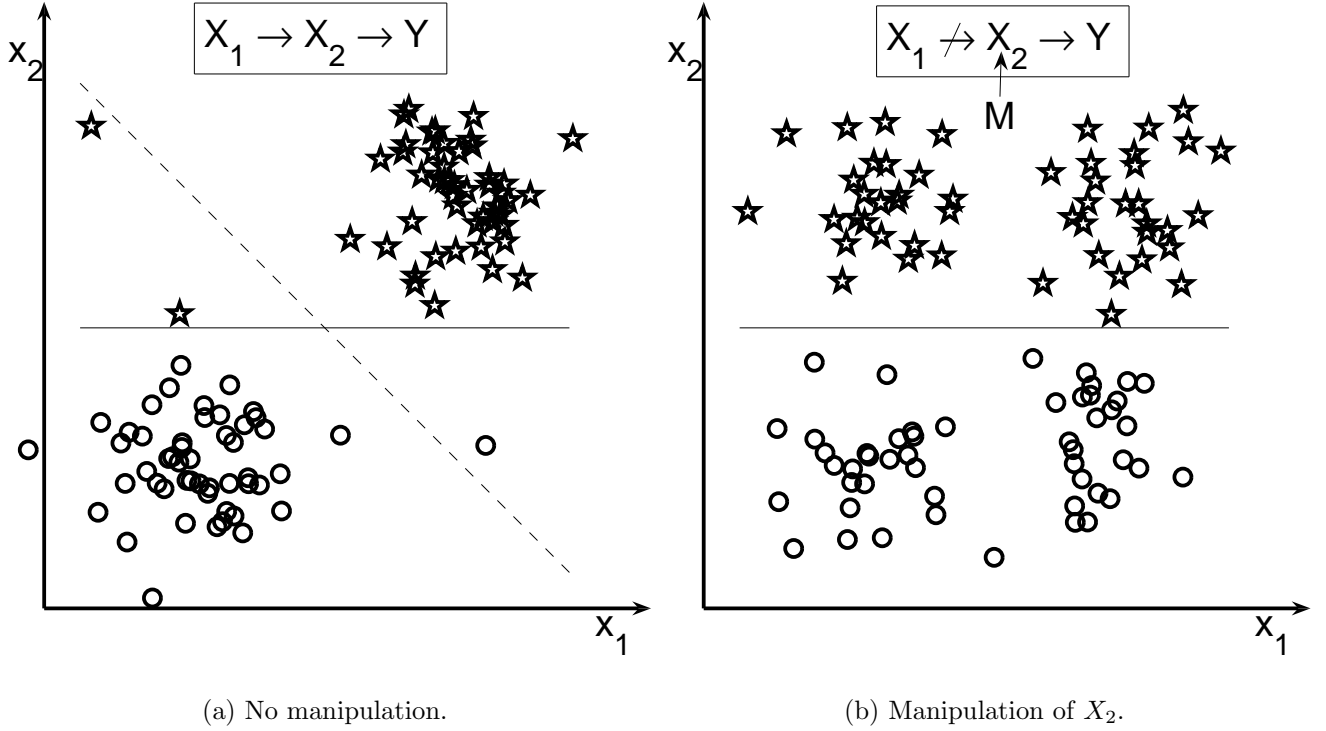 X₁ → X₂ → Y
x₂
x₁
(a) No manipulation.
X₁ ↛ X₂ → Y
M
x₂
x₁
(b) Manipulation of X₂.